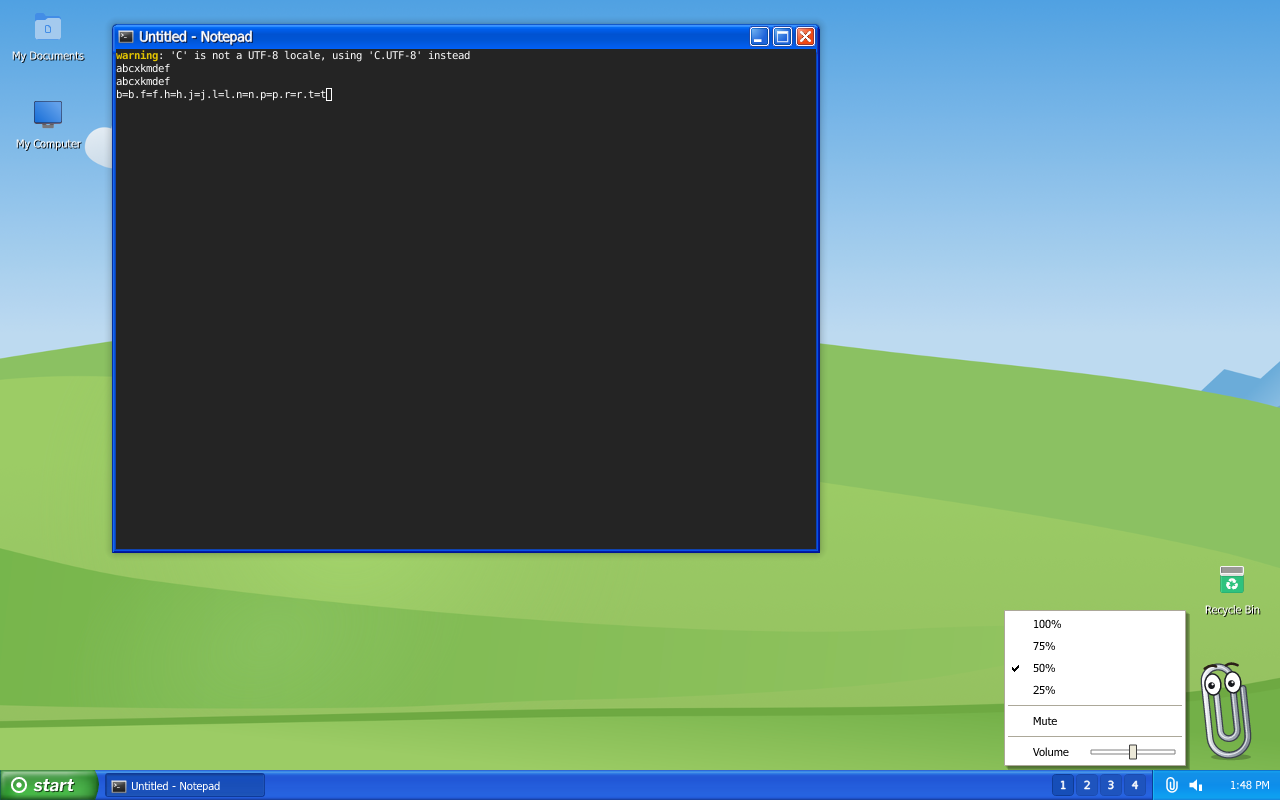 My Documents
My Computer
Untitled - Notepad
warning: 'C' is not a UTF-8 locale, using 'C.UTF-8' instead
abcxkmdef
abcxkmdef
b=b.f=f.h=h.j=j.l=l.n=n.p=p.r=r.t=t
Recycle Bin
100%
75%
50%
25%
Mute
Volume
start
Untitled - Notepad
1 2 3 4
1:48 PM